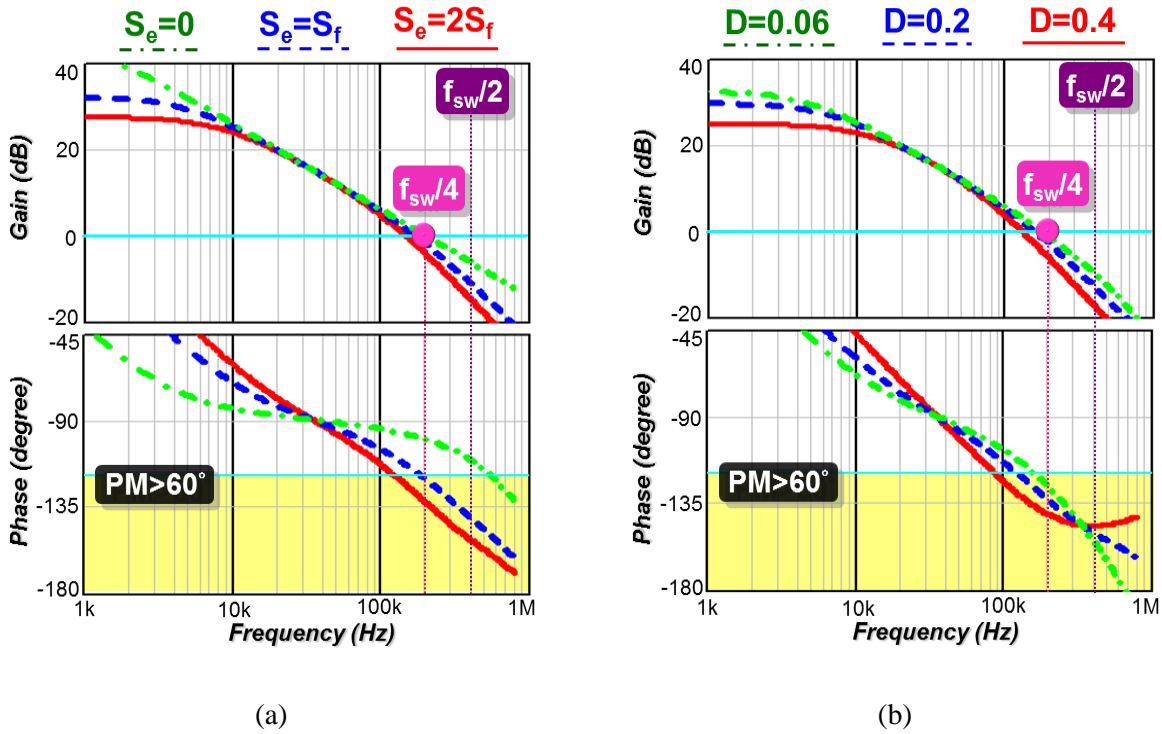 Se=0 Se=Sf Se=2Sf
40
20
0
-20
Gain (dB)
fsw/2
fsw/4
-45
-90
-135
-180
Phase (degree)
PM>60°
1k 10k 100k 1M
Frequency (Hz)
(a)
D=0.06 D=0.2 D=0.4
40
20
0
-20
Gain (dB)
fsw/2
fsw/4
-45
-90
-135
-180
Phase (degree)
PM>60°
1k 10k 100k 1M
Frequency (Hz)
(b)